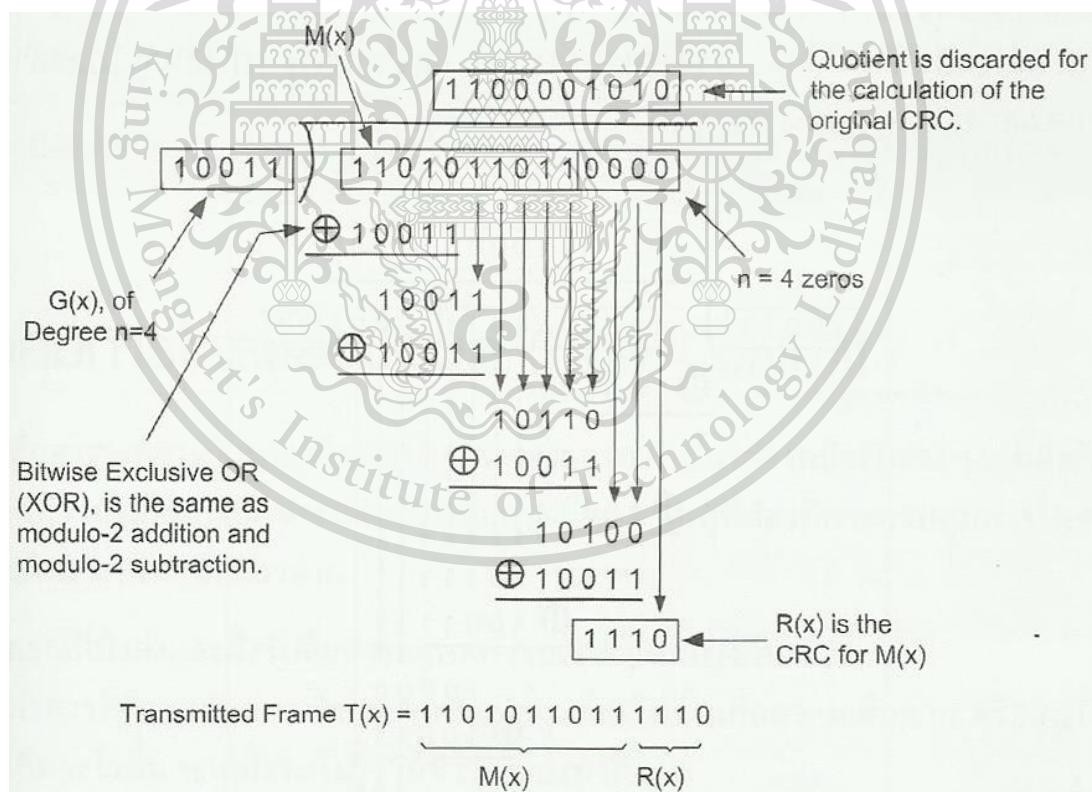 M(x)
Quotient is discarded for
the calculation of the
original CRC.
1100001010
10011
11010110110000
⊕ 10011
n = 4 zeros
10011
G(x), of
Degree n=4
⊕ 10011
10110
⊕ 10011
Bitwise Exclusive OR
(XOR), is the same as
modulo-2 addition and
modulo-2 subtraction.
10100
⊕ 10011
1110
R(x) is the
CRC for M(x)
Transmitted Frame T(x) = 11010110111110
M(x) R(x)
King Mongkut's Institute of Technology Ladkrabang